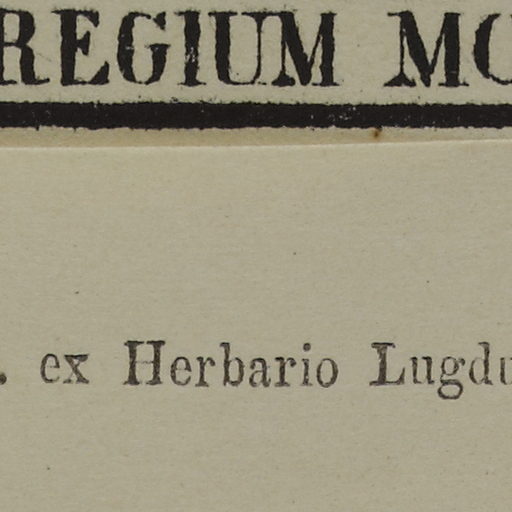 REGIUM MO
. ex Herbario Lugdu